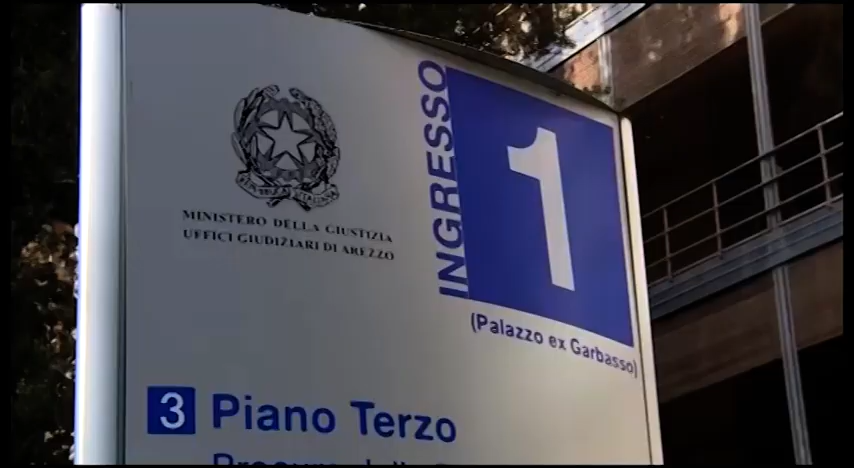 INGRESSO
1
(Palazzo ex Garbasso)
MINISTERO DELLA GIUSTIZIA
UFFICI GIUDIZIARI DI AREZZO
3 Piano Terzo